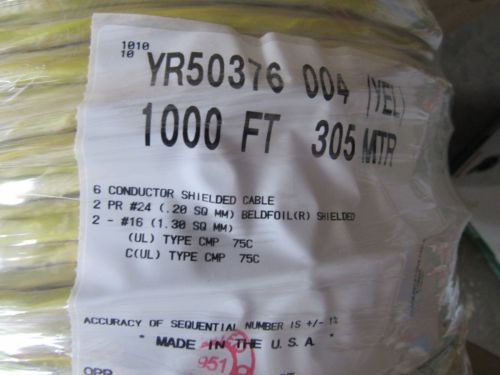 1010
10 YR50376 004 (YEL)
1000 FT 305 MTR
6 CONDUCTOR SHIELDED CABLE
2 PR #24 (.20 SQ MM) BELDFOIL(R) SHIELDED
2 - #16 (1.30 SQ MM)
(UL) TYPE CMP 75C
C(UL) TYPE CMP 75C
ACCURACY OF SEQUENTIAL NUMBER IS +/- 1%
" MADE IN THE U.S.A. "
951
OPR